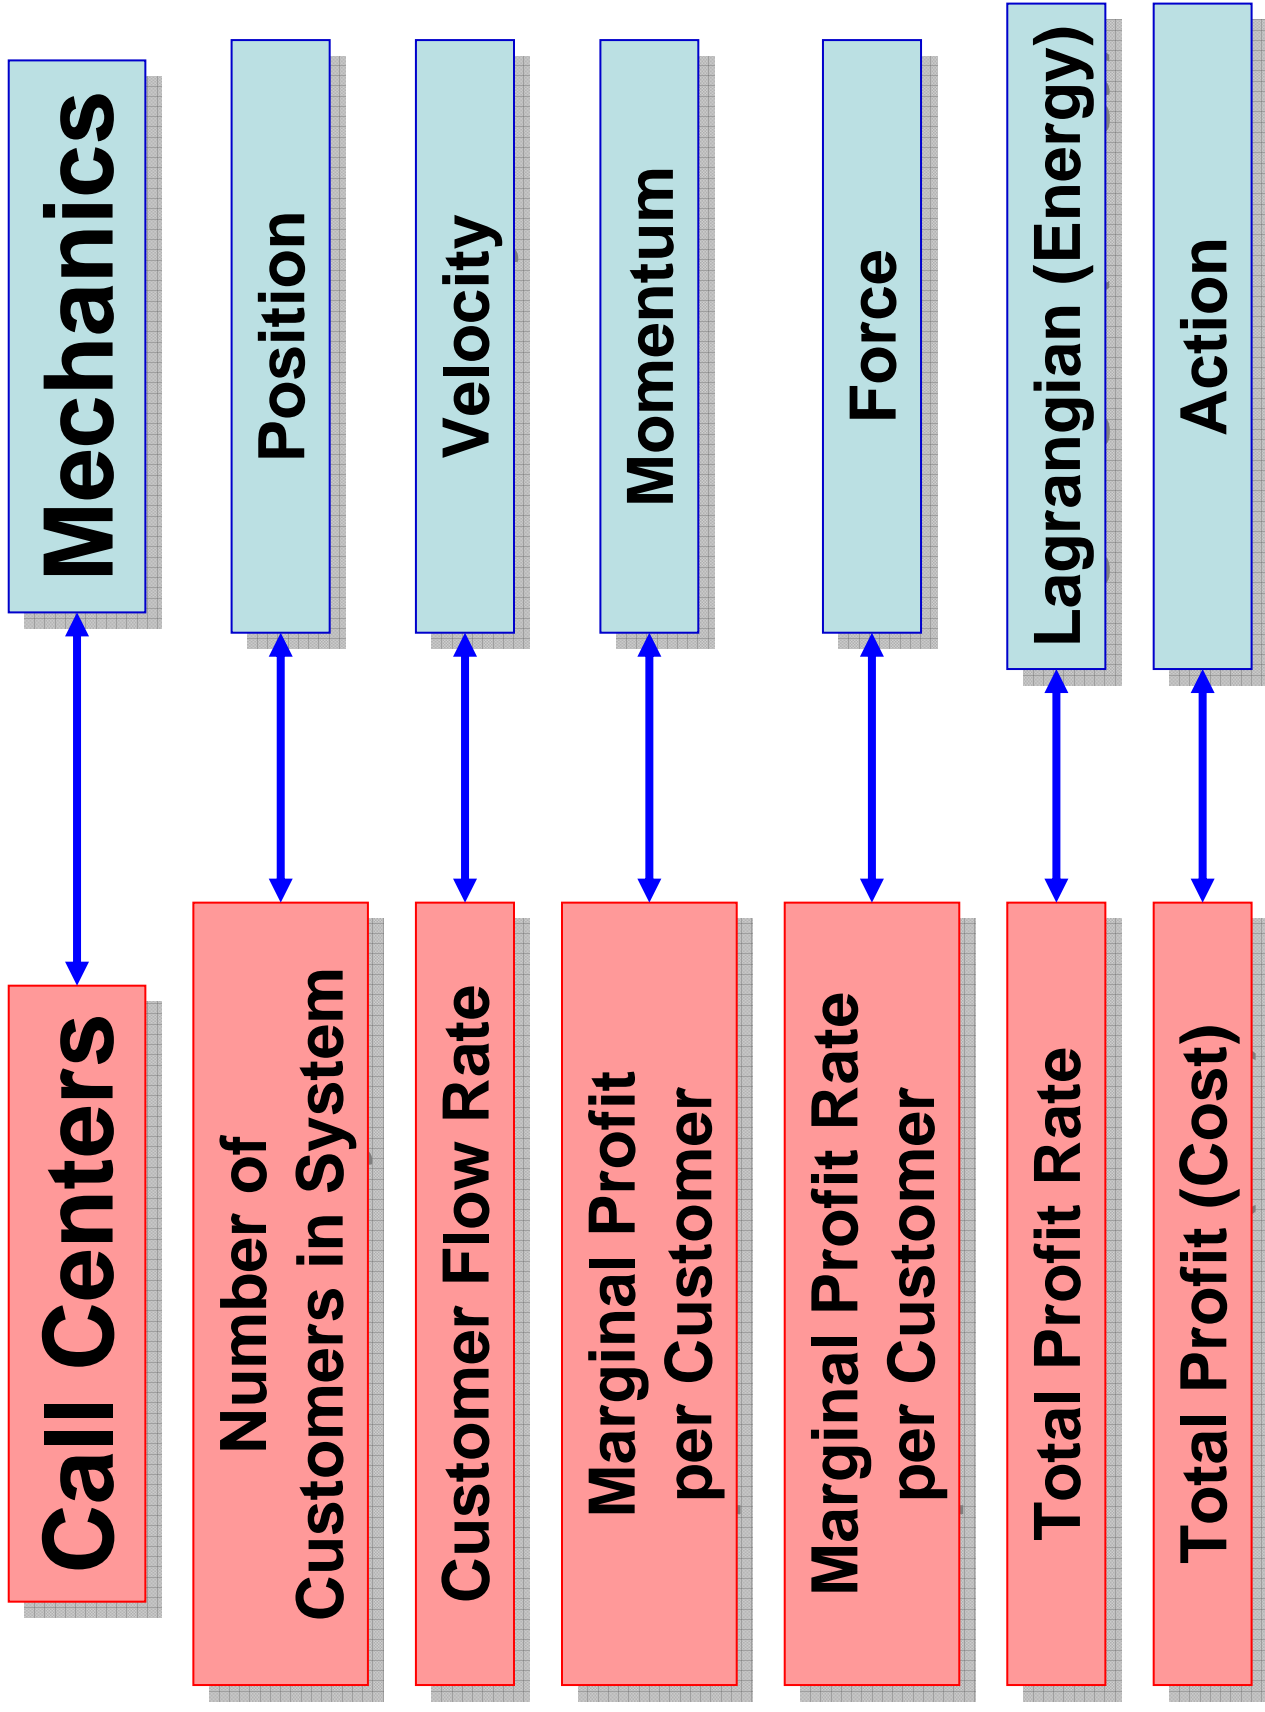 Call Centers
Mechanics
Number of
Customers in System
Position
Customer Flow Rate
Velocity
Marginal Profit
per Customer
Momentum
Marginal Profit Rate
per Customer
Force
Total Profit Rate
Lagrangian (Energy)
Total Profit (Cost)
Action